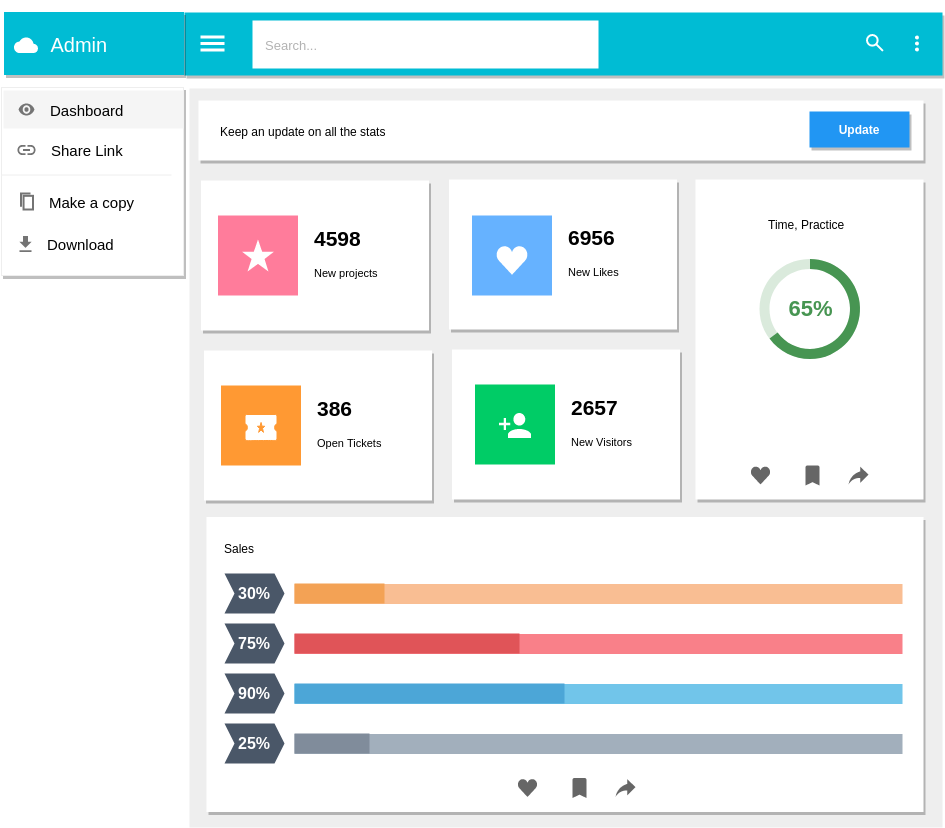 Admin
Search...
Dashboard
Share Link
Make a copy
Download
Keep an update on all the stats
Update
4598
New projects
6956
New Likes
Time, Practice
65%
386
Open Tickets
2657
New Visitors
Sales
30%
75%
90%
25%